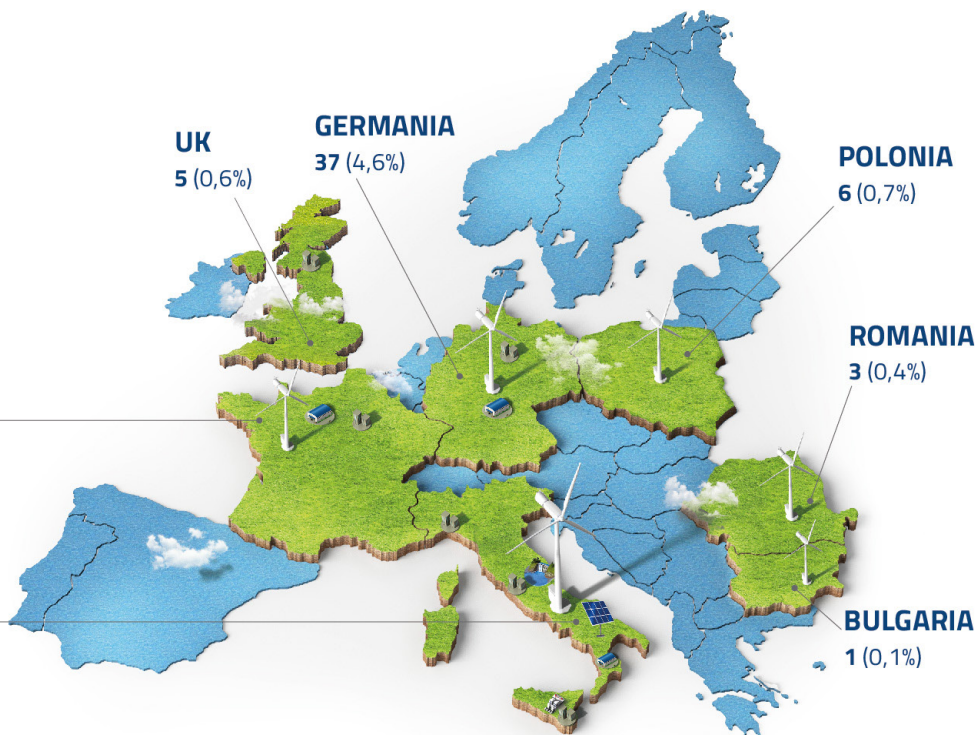 UK
5 (0,6%)
GERMANIA
37 (4,6%)
POLONIA
6 (0,7%)
ROMANIA
3 (0,4%)
BULGARIA
1 (0,1%)